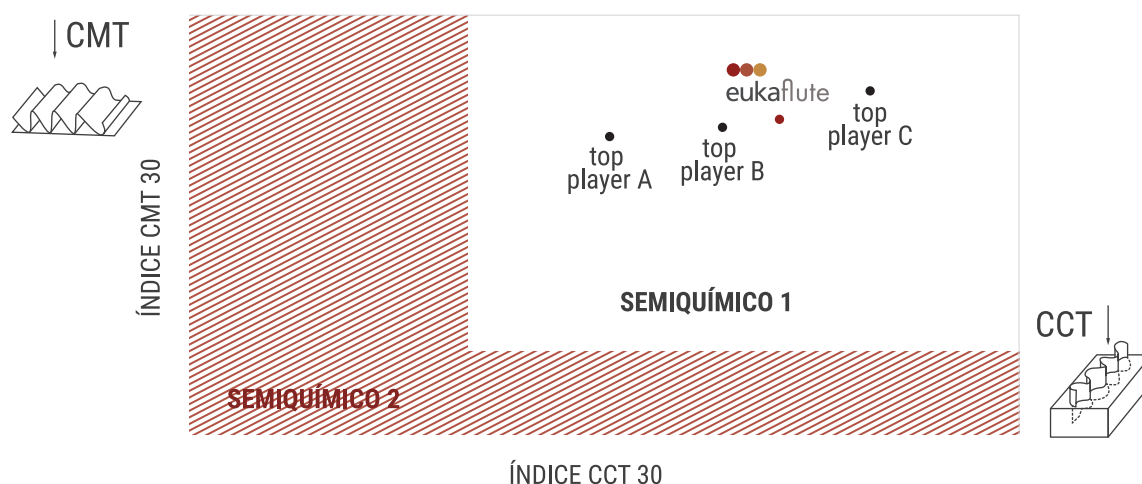 CMT
ÍNDICE CMT 30
eukaflute
top
player A
top
player B
top
player C
SEMIQUÍMICO 1
SEMIQUÍMICO 2
CCT
ÍNDICE CCT 30